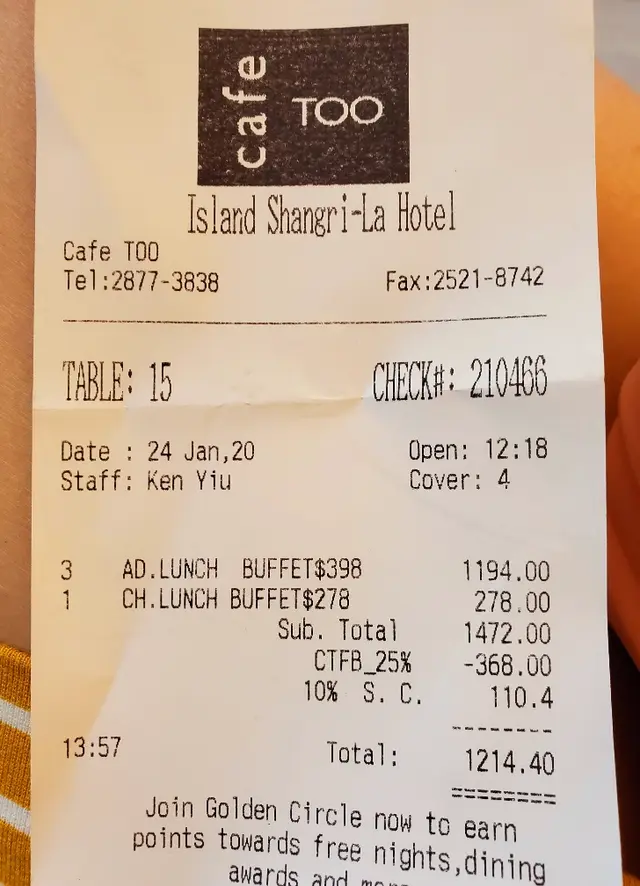 cafe TOO
Island Shangri-La Hotel
Cafe TOO
Tel:2877-3838 Fax:2521-8742
TABLE: 15 CHECK#: 210466
Date : 24 Jan,20 Open: 12:18
Staff: Ken Yiu Cover: 4
3 AD.LUNCH BUFFET$398 1194.00
1 CH.LUNCH BUFFET$278 278.00
Sub. Total 1472.00
CTFB_25% -368.00
10% S. C. 110.4
13:57 Total: 1214.40
Join Golden Circle now to earn
points towards free nights,dining
awards and